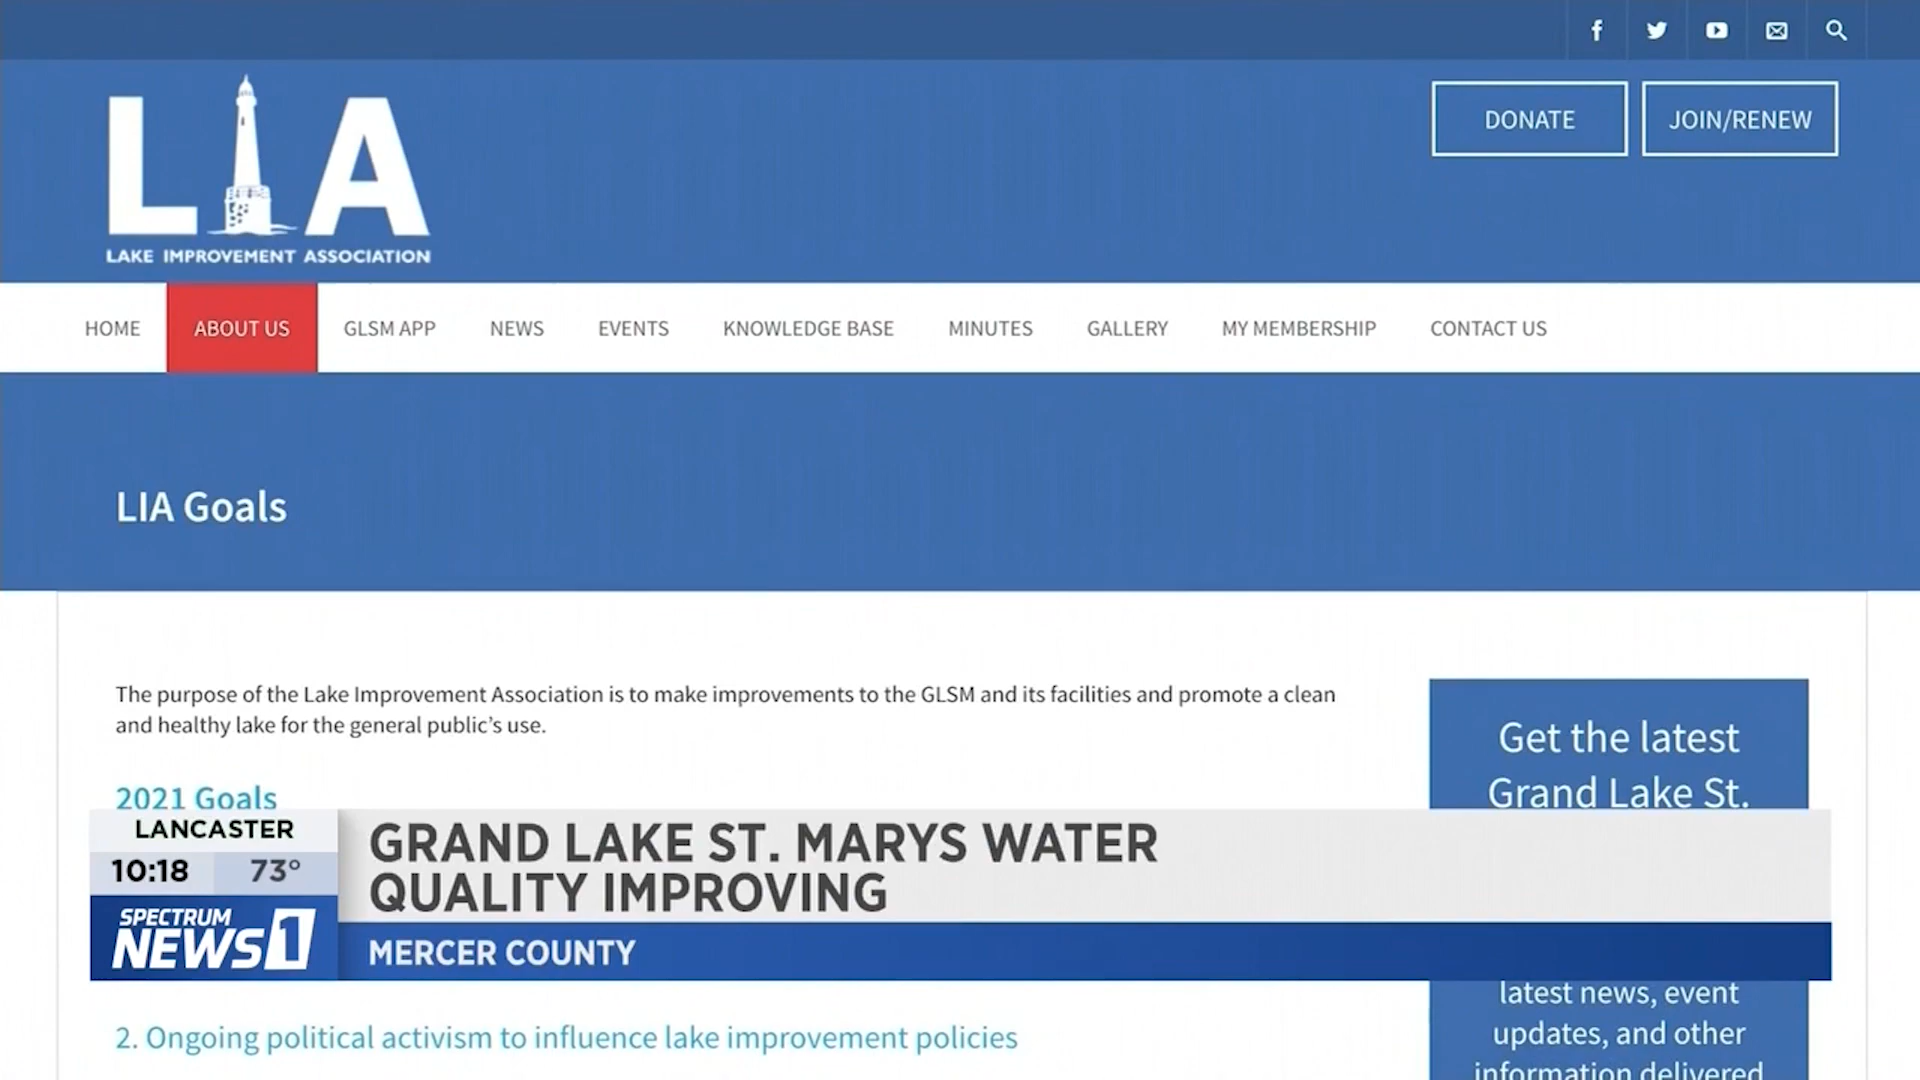 DONATE
JOIN/RENEW
LIA
LAKE IMPROVEMENT ASSOCIATION
HOME
ABOUT US
GLSM APP
NEWS
EVENTS
KNOWLEDGE BASE
MINUTES
GALLERY
MY MEMBERSHIP
CONTACT US
LIA Goals
The purpose of the Lake Improvement Association is to make improvements to the GLSM and its facilities and promote a clean
and healthy lake for the general public's use.
2021 Goals
Get the latest
Grand Lake St.
LANCASTER
10:18
73°
SPECTRUM
NEWS 1
GRAND LAKE ST. MARYS WATER
QUALITY IMPROVING
MERCER COUNTY
2. Ongoing political activism to influence lake improvement policies
latest news, event
updates, and other
information delivered